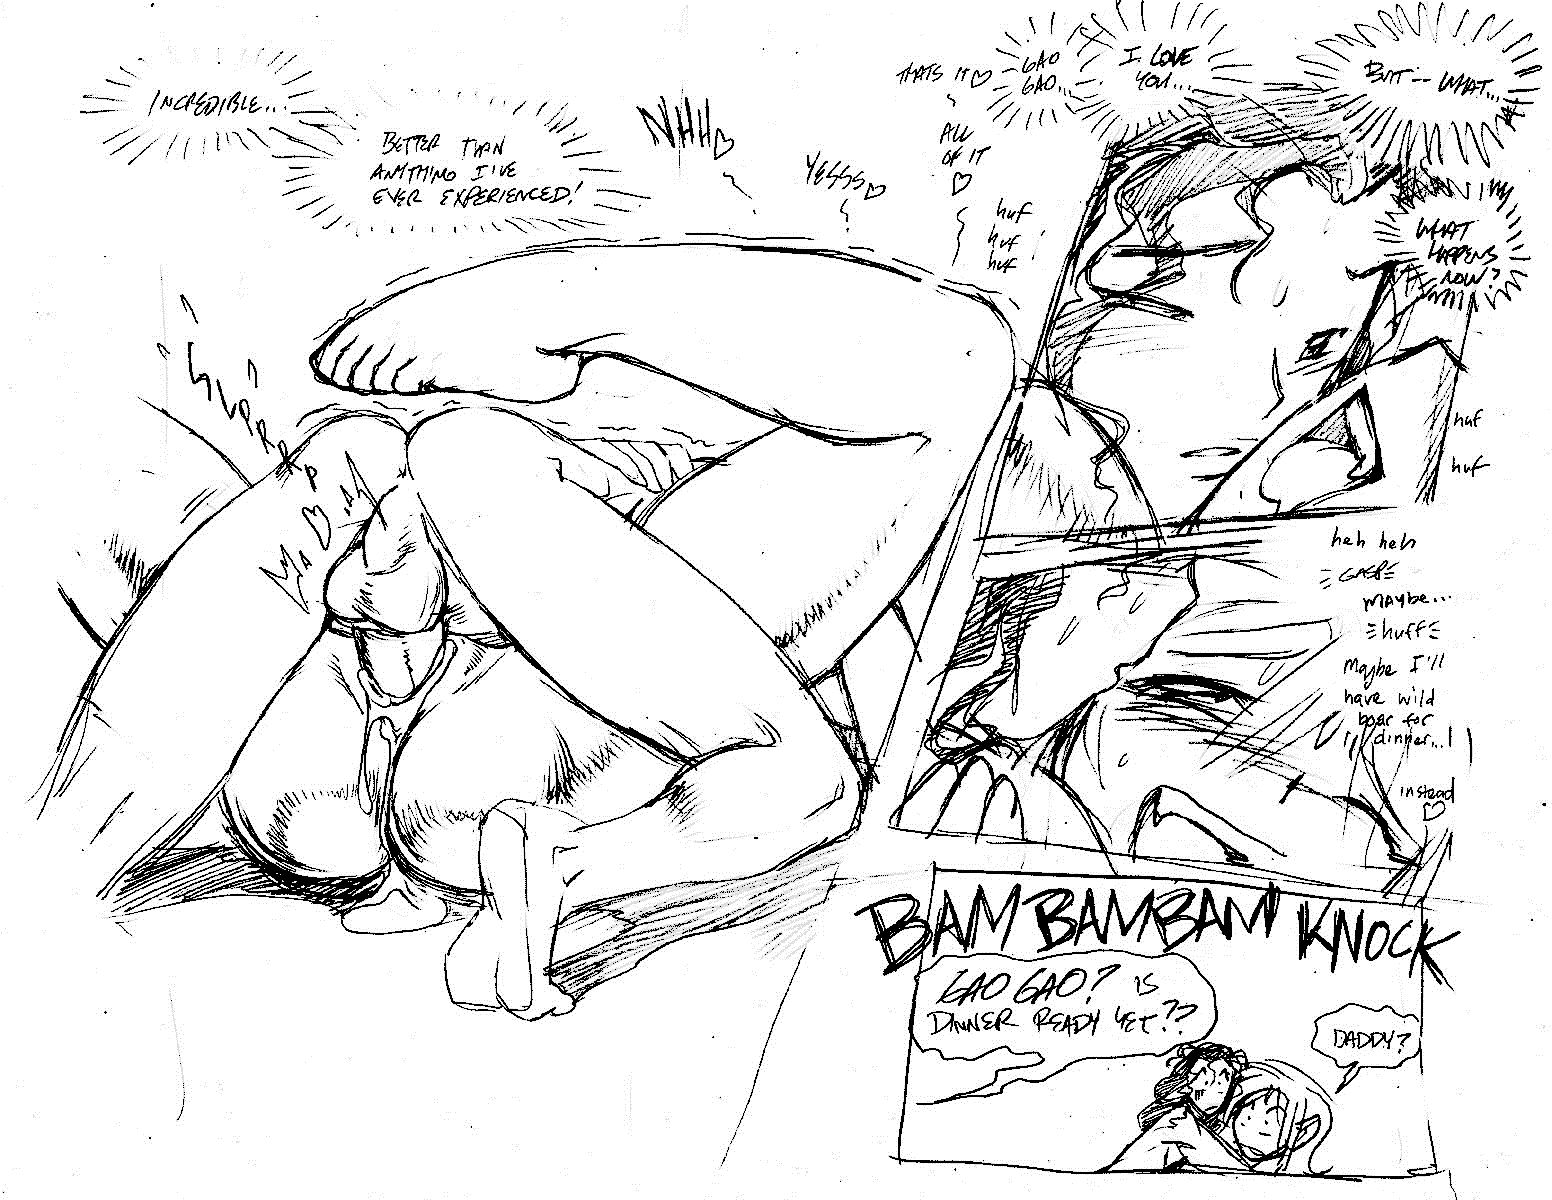 INCREDIBLE...
BETTER THAN
ANYTHING I'VE
EVER EXPERIENCED!
NHH♡
YESSS♡
THATS IT♡
ALL
OF IT
♡
huf
huf
huf
GAO
GAO...
I LOVE
YOU...
BUT -- WHAT...
WHAT
HAPPENS
NOW?
huf
huf
SLPRRP
heh heh
GASP
MAYBE...
huff
Maybe I'll
have wild
boar for
dinner...
instead
♡
BAM BAM BAM KNOCK
GAO GAO? IS
DINNER READY YET??
DADDY?